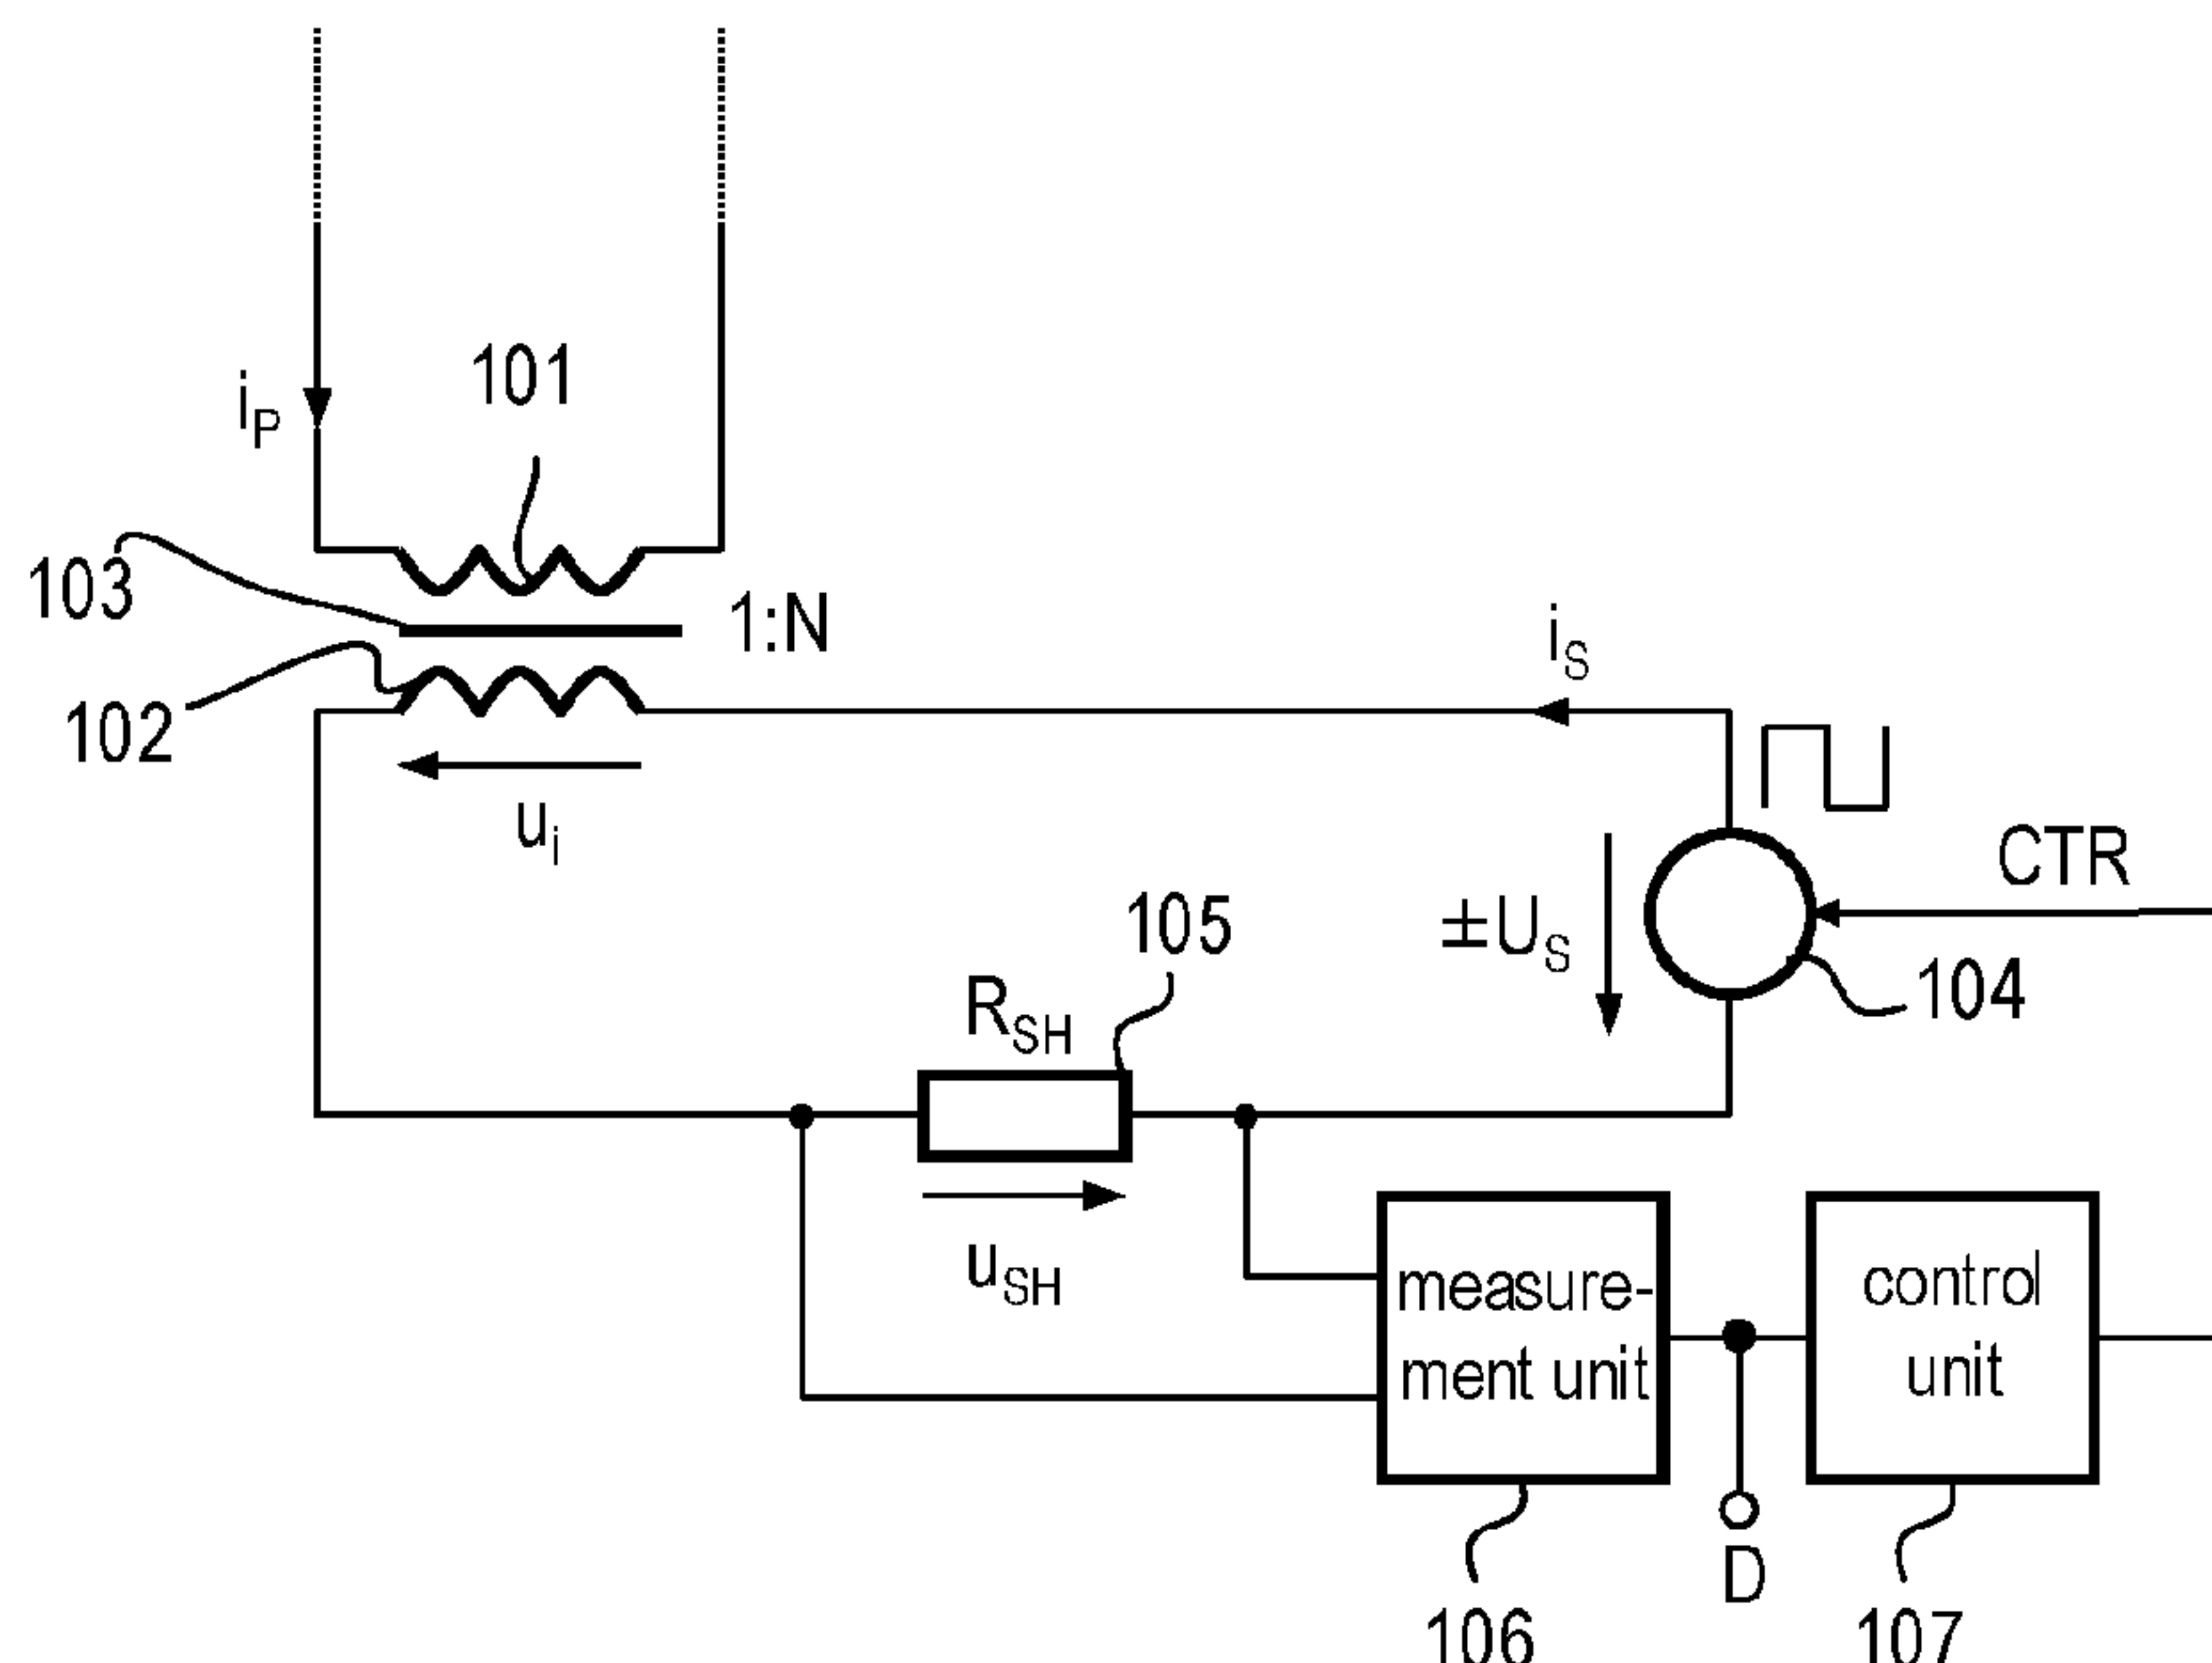 101
i_P
103
1:N
i_S
102
u_i
CTR
105
±U_S
104
R_SH
u_SH
measure-
ment unit
control
unit
D
106
107